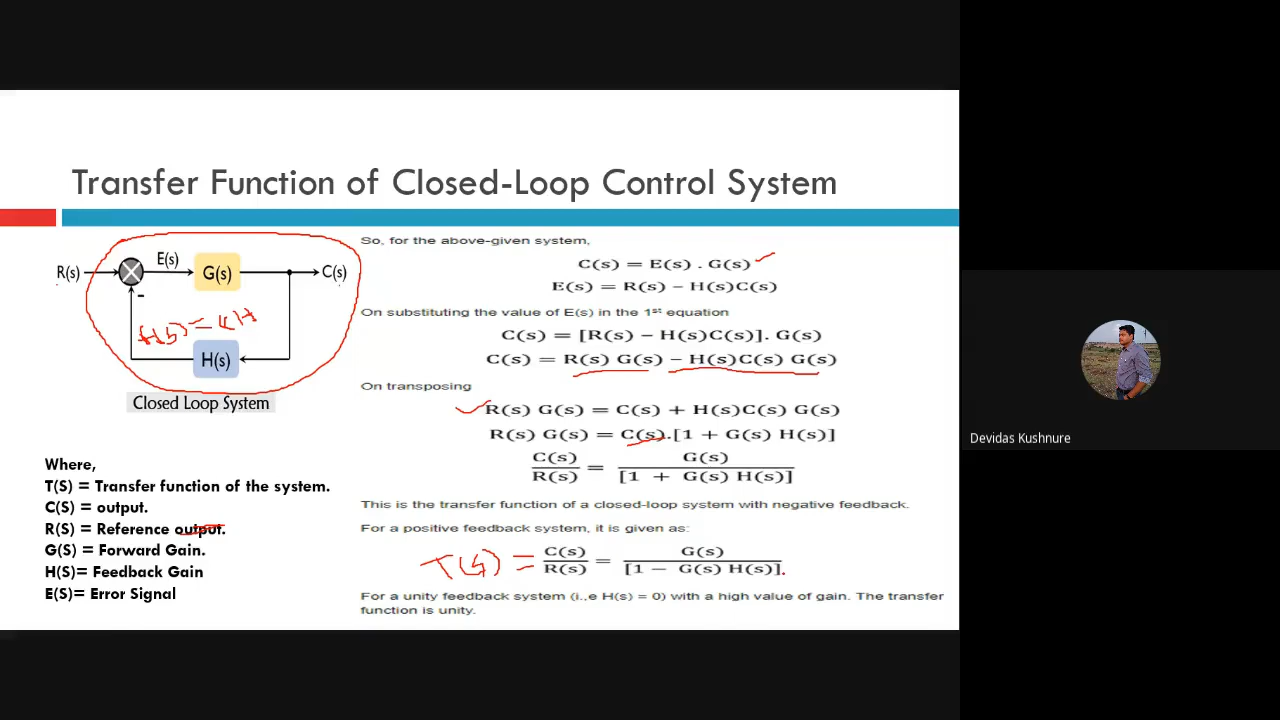 Transfer Function of Closed-Loop Control System
R(s)
E(s)
G(s)
C(s)
-
H(s)
Closed Loop System
Where,
T(S) = Transfer function of the system.
C(S) = output.
R(S) = Reference output.
G(S) = Forward Gain.
H(S)= Feedback Gain
E(S)= Error Signal
So, for the above-given system,
C(s) = E(s) . G(s)
E(s) = R(s) − H(s)C(s)
On substituting the value of E(s) in the 1st equation
C(s) = [R(s) − H(s)C(s)]. G(s)
C(s) = R(s) G(s) − H(s)C(s) G(s)
On transposing
R(s) G(s) = C(s) + H(s)C(s) G(s)
R(s) G(s) = C(s).[1 + G(s) H(s)]
C(s)/R(s) = G(s)/[1 + G(s) H(s)]
This is the transfer function of a closed-loop system with negative feedback.
For a positive feedback system, it is given as:
T(S) = C(s)/R(s) = G(s)/[1 − G(s) H(s)].
For a unity feedback system (i.,e H(s) = 0) with a high value of gain. The transfer
function is unity.
Devidas Kushnure